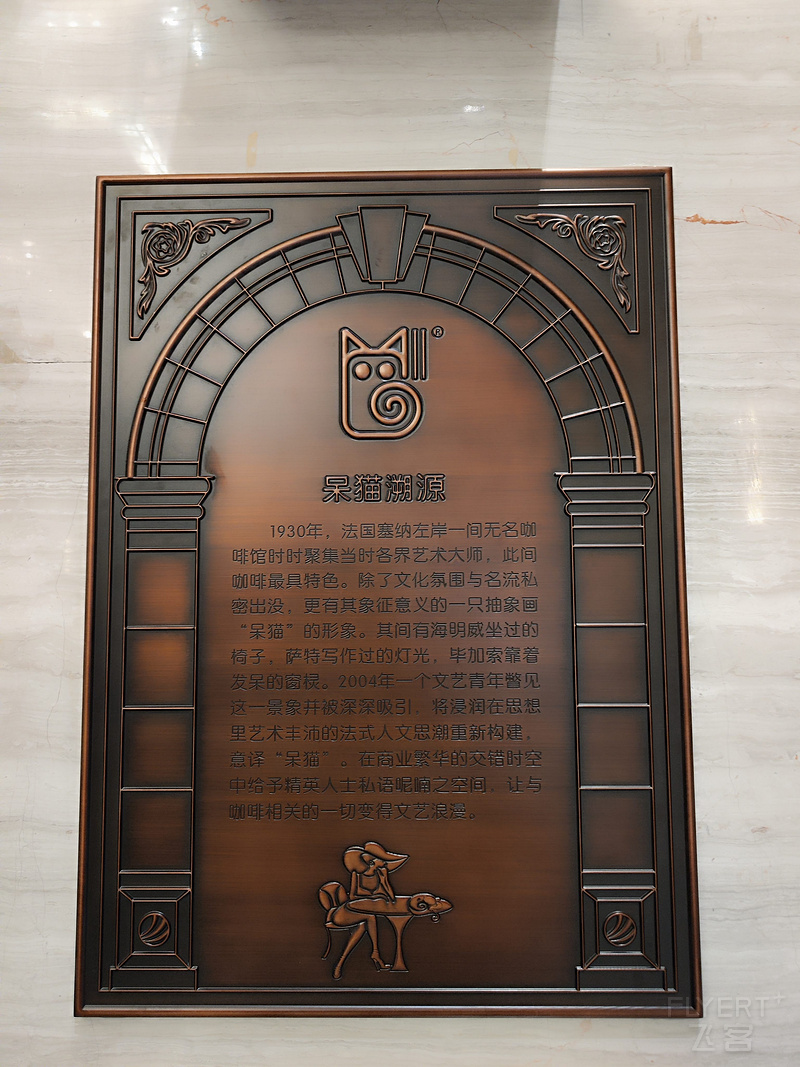 ®
呆猫溯源
1930年，法国塞纳左岸一间无名咖
啡馆时时聚集当时各界艺术大师，此间
咖啡最具特色。除了文化氛围与名流私
密出没，更有其象征意义的一只抽象画
“呆猫”的形象。其间有海明威坐过的
椅子，萨特写作过的灯光，毕加索靠着
发呆的窗棂。2004年一个文艺青年瞥见
这一景象并被深深吸引，将浸润在思想
里艺术丰沛的法式人文思潮重新构建，
意译“呆猫”。在商业繁华的交错时空
中给予精英人士私语呢喃之空间，让与
咖啡相关的一切变得文艺浪漫。
FLYERT+
飞客